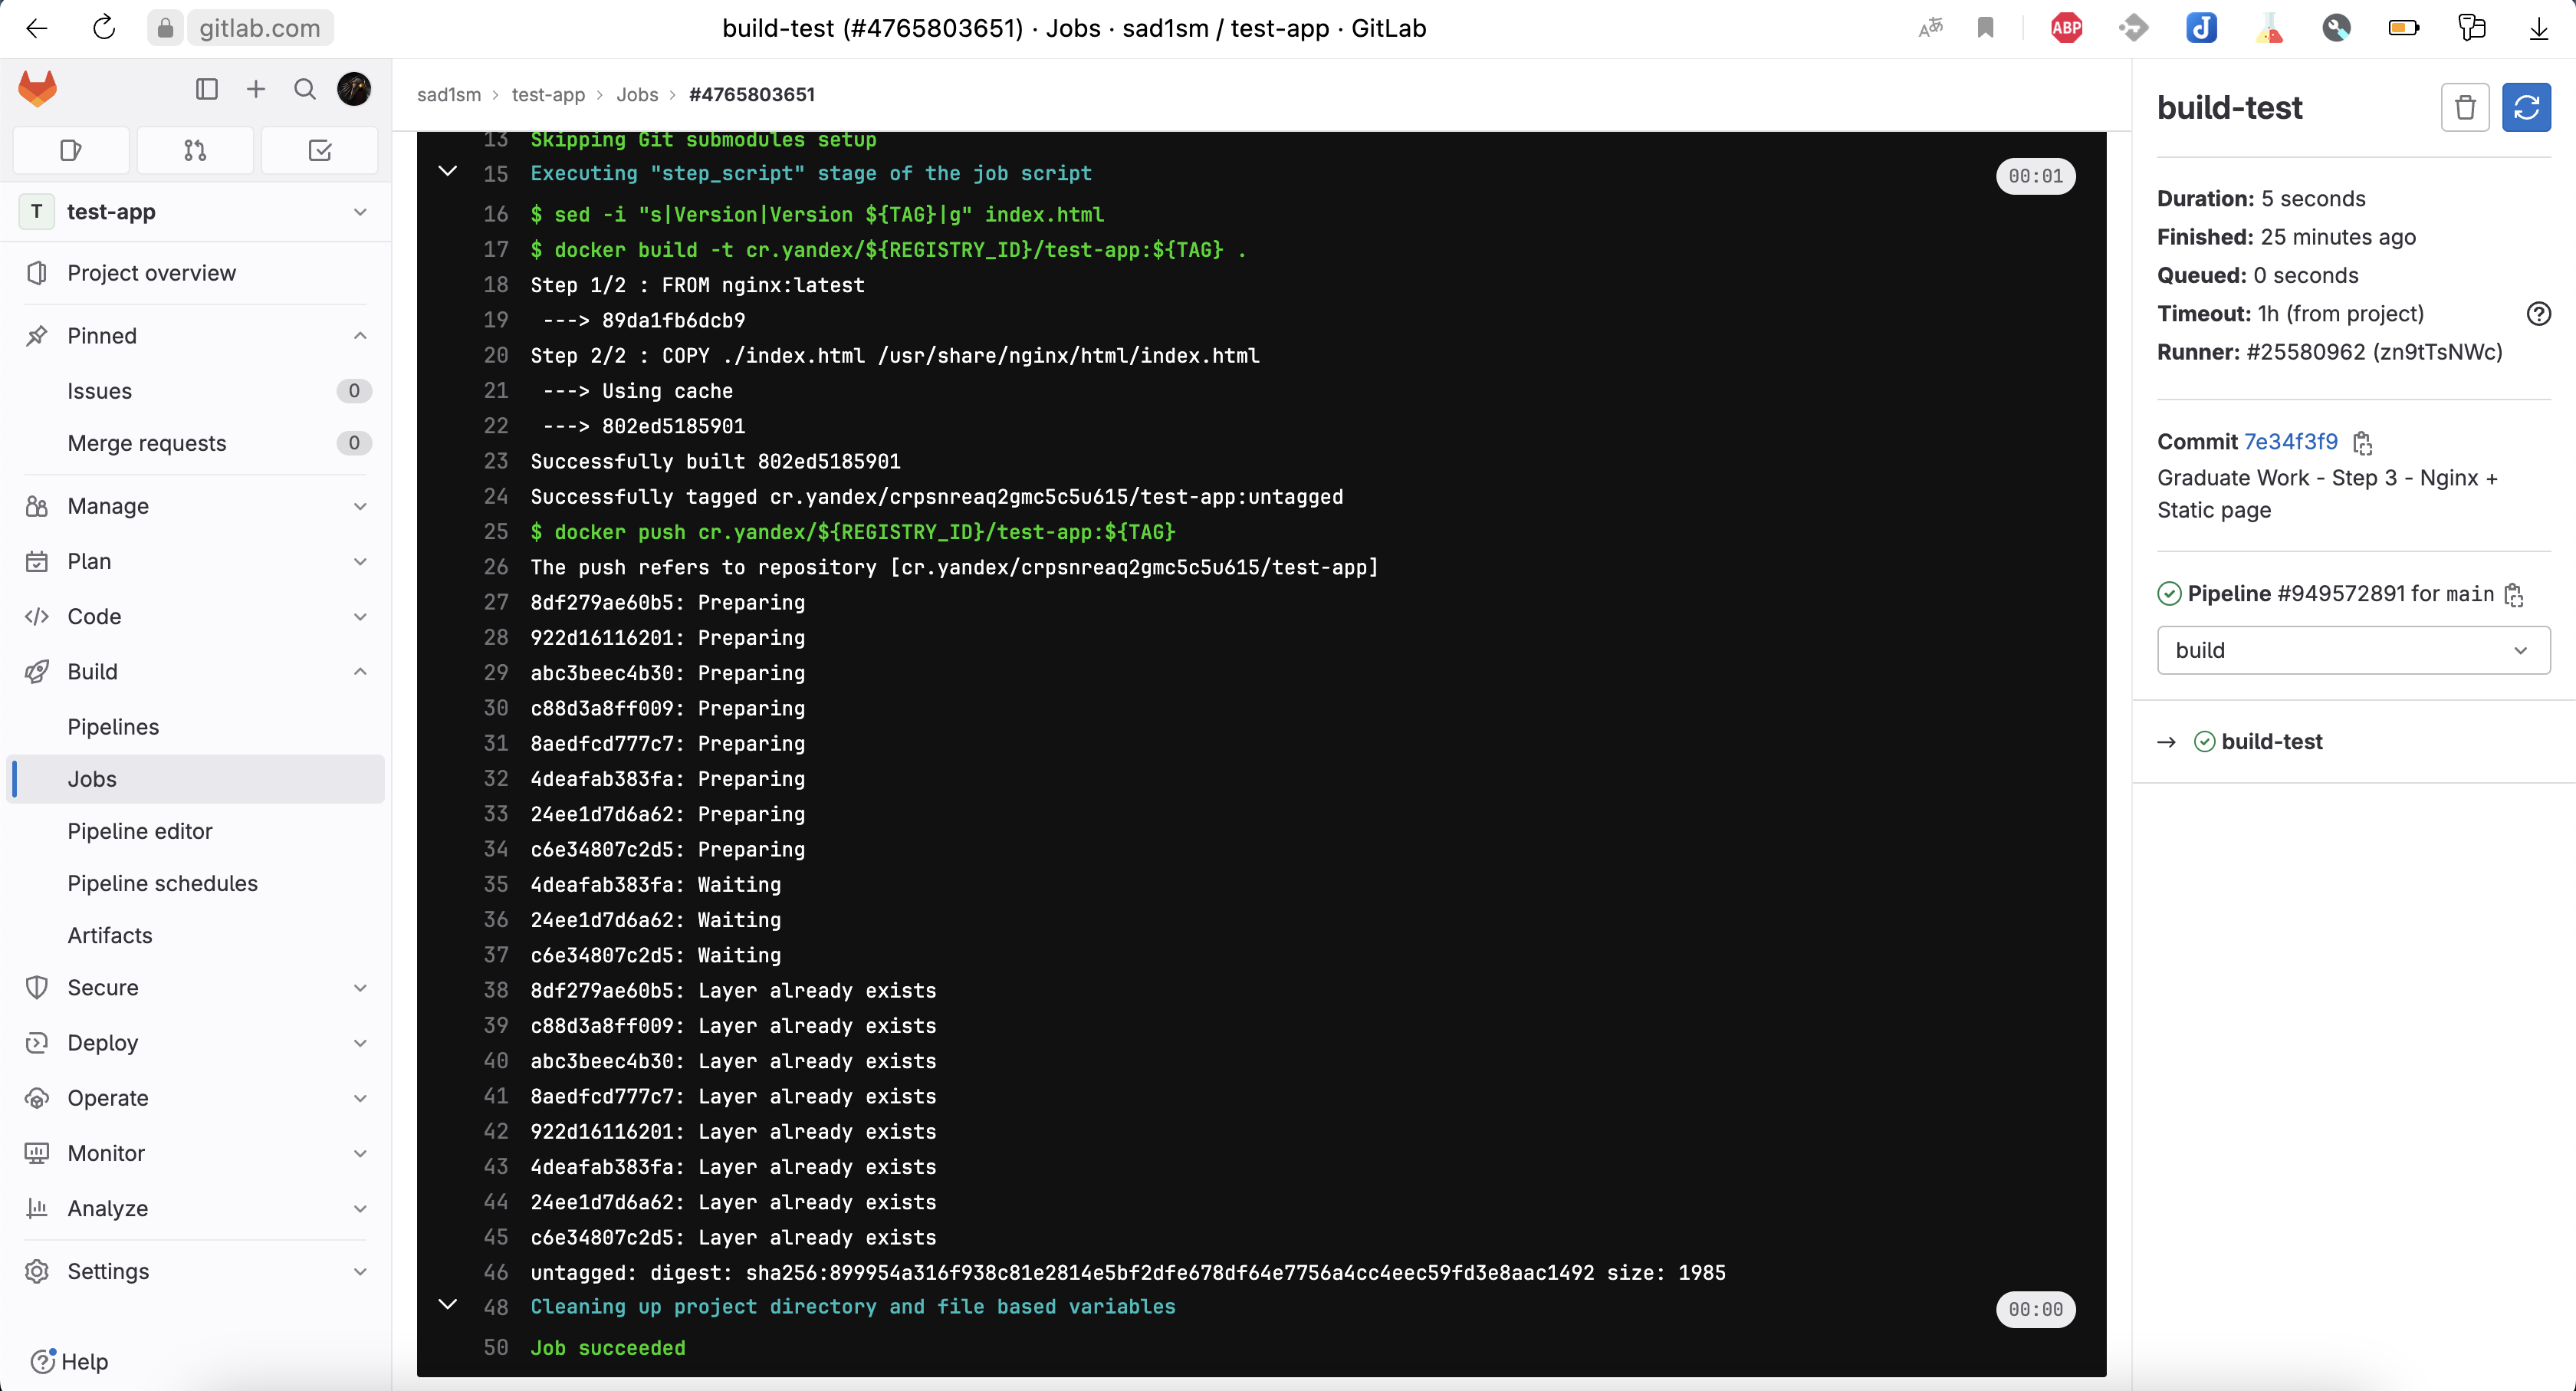 gitlab.com
build-test (#4765803651) · Jobs · sad1sm / test-app · GitLab
ABP
sad1sm > test-app > Jobs > #4765803651
T test-app
Project overview
Pinned
Issues 0
Merge requests 0
Manage
Plan
Code
Build
Pipelines
Jobs
Pipeline editor
Pipeline schedules
Artifacts
Secure
Deploy
Operate
Monitor
Analyze
Settings
Help
13 Skipping Git submodules setup
15 Executing "step_script" stage of the job script 00:01
16 $ sed -i "s|Version|Version ${TAG}|g" index.html
17 $ docker build -t cr.yandex/${REGISTRY_ID}/test-app:${TAG} .
18 Step 1/2 : FROM nginx:latest
19 ---> 89da1fb6dcb9
20 Step 2/2 : COPY ./index.html /usr/share/nginx/html/index.html
21 ---> Using cache
22 ---> 802ed5185901
23 Successfully built 802ed5185901
24 Successfully tagged cr.yandex/crpsnreaq2gmc5c5u615/test-app:untagged
25 $ docker push cr.yandex/${REGISTRY_ID}/test-app:${TAG}
26 The push refers to repository [cr.yandex/crpsnreaq2gmc5c5u615/test-app]
27 8df279ae60b5: Preparing
28 922d16116201: Preparing
29 abc3beec4b30: Preparing
30 c88d3a8ff009: Preparing
31 8aedfcd777c7: Preparing
32 4deafab383fa: Preparing
33 24ee1d7d6a62: Preparing
34 c6e34807c2d5: Preparing
35 4deafab383fa: Waiting
36 24ee1d7d6a62: Waiting
37 c6e34807c2d5: Waiting
38 8df279ae60b5: Layer already exists
39 c88d3a8ff009: Layer already exists
40 abc3beec4b30: Layer already exists
41 8aedfcd777c7: Layer already exists
42 922d16116201: Layer already exists
43 4deafab383fa: Layer already exists
44 24ee1d7d6a62: Layer already exists
45 c6e34807c2d5: Layer already exists
46 untagged: digest: sha256:899954a316f938c81e2814e5bf2dfe678df64e7756a4cc4eec59fd3e8aac1492 size: 1985
48 Cleaning up project directory and file based variables 00:00
50 Job succeeded
build-test
Duration: 5 seconds
Finished: 25 minutes ago
Queued: 0 seconds
Timeout: 1h (from project)
Runner: #25580962 (zn9tTsNWc)
Commit 7e34f3f9
Graduate Work - Step 3 - Nginx +
Static page
Pipeline #949572891 for main
build
→ build-test